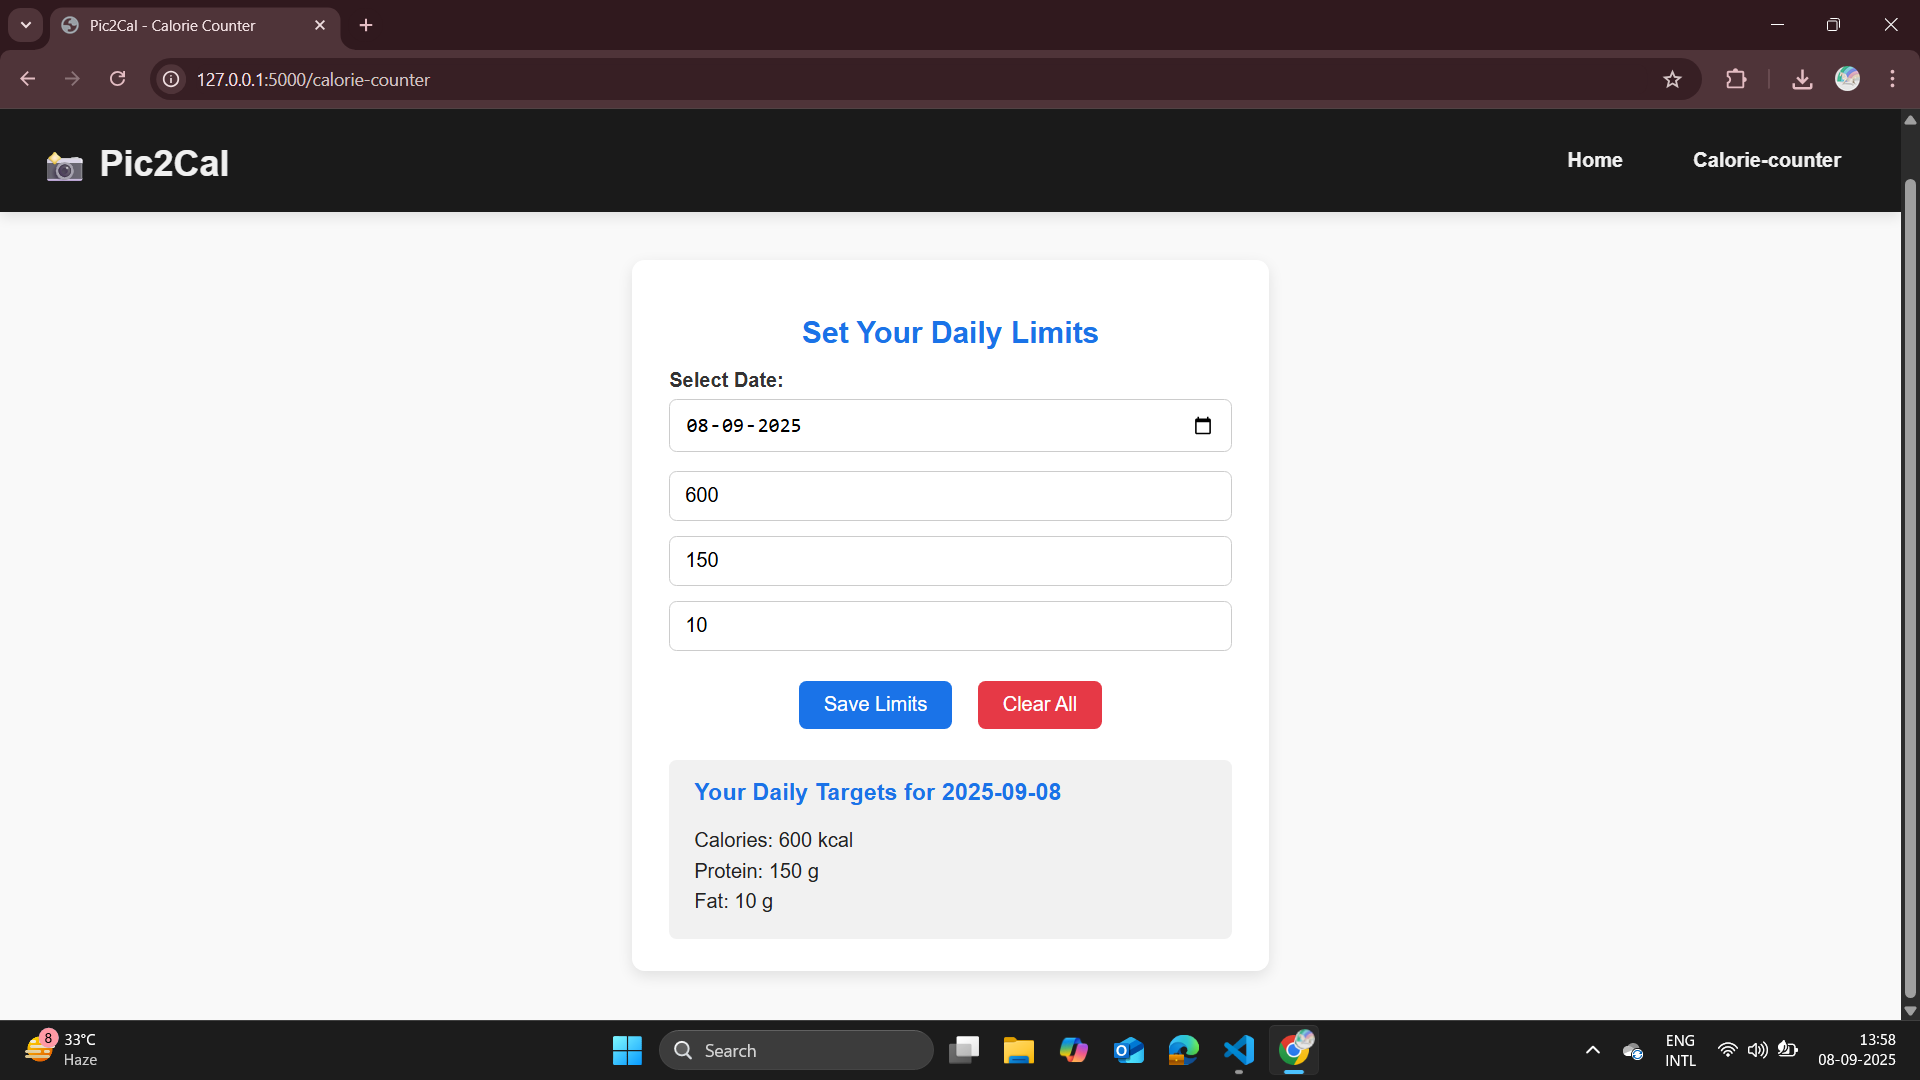 Pic2Cal - Calorie Counter
127.0.0.1:5000/calorie-counter
Pic2Cal
Home
Calorie-counter
Set Your Daily Limits
Select Date:
08-09-2025
600
150
10
Save Limits
Clear All
Your Daily Targets for 2025-09-08
Calories: 600 kcal
Protein: 150 g
Fat: 10 g
8
33°C
Haze
Search
ENG
INTL
13:58
08-09-2025